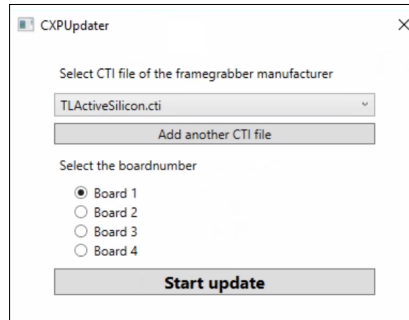 CXPUpdater
Select CTI file of the framegrabber manufacturer
TLActiveSilicon.cti
Add another CTI file
Select the boardnumber
Board 1
Board 2
Board 3
Board 4
Start update